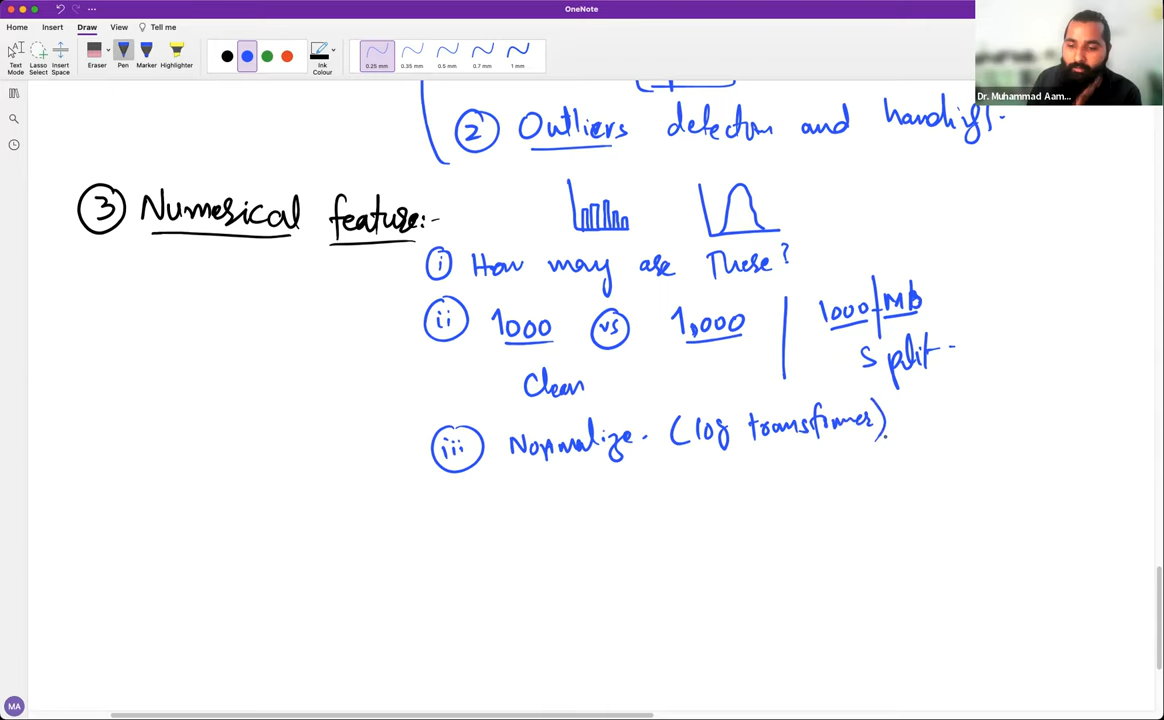 OneNote
Home Insert Draw View Tell me
Text Mode Lasso Select Insert Space Eraser Pen Marker Highlighter 0.25 mm 0.35 mm 0.5 mm 0.7 mm 1 mm Ink Colour
Dr. Muhammad Aam...
2 Outliers detection and
3 Numerical feature:-
i How may are These?
ii 1000 vs 1,000 | 1000 | MB
Split -
Clean
iii Normalize. (log transformer)
MA